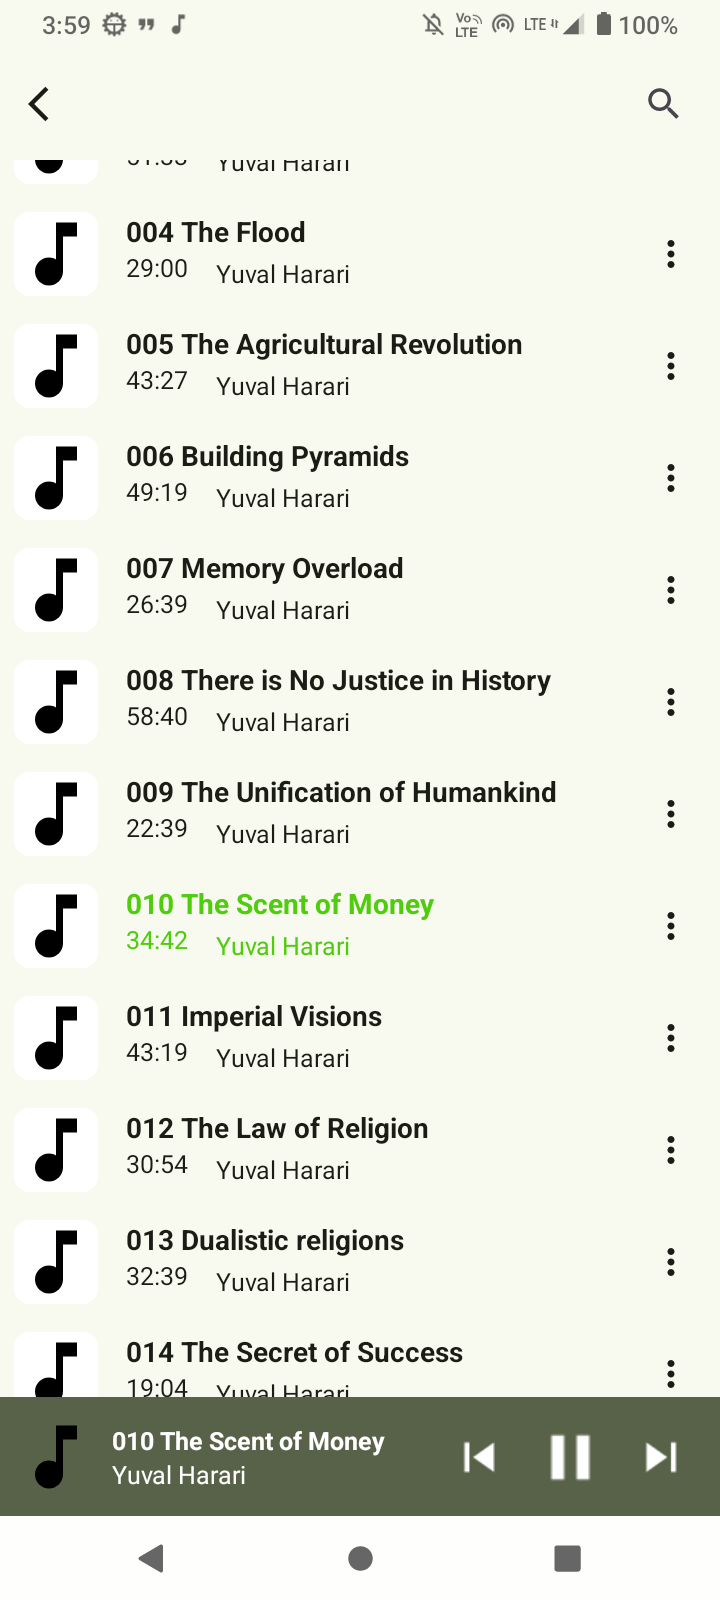 3:59
Vo
LTE
LTE
100%
Yuval Harari
004 The Flood
29:00 Yuval Harari
005 The Agricultural Revolution
43:27 Yuval Harari
006 Building Pyramids
49:19 Yuval Harari
007 Memory Overload
26:39 Yuval Harari
008 There is No Justice in History
58:40 Yuval Harari
009 The Unification of Humankind
22:39 Yuval Harari
010 The Scent of Money
34:42 Yuval Harari
011 Imperial Visions
43:19 Yuval Harari
012 The Law of Religion
30:54 Yuval Harari
013 Dualistic religions
32:39 Yuval Harari
014 The Secret of Success
19:04 Yuval Harari
010 The Scent of Money
Yuval Harari